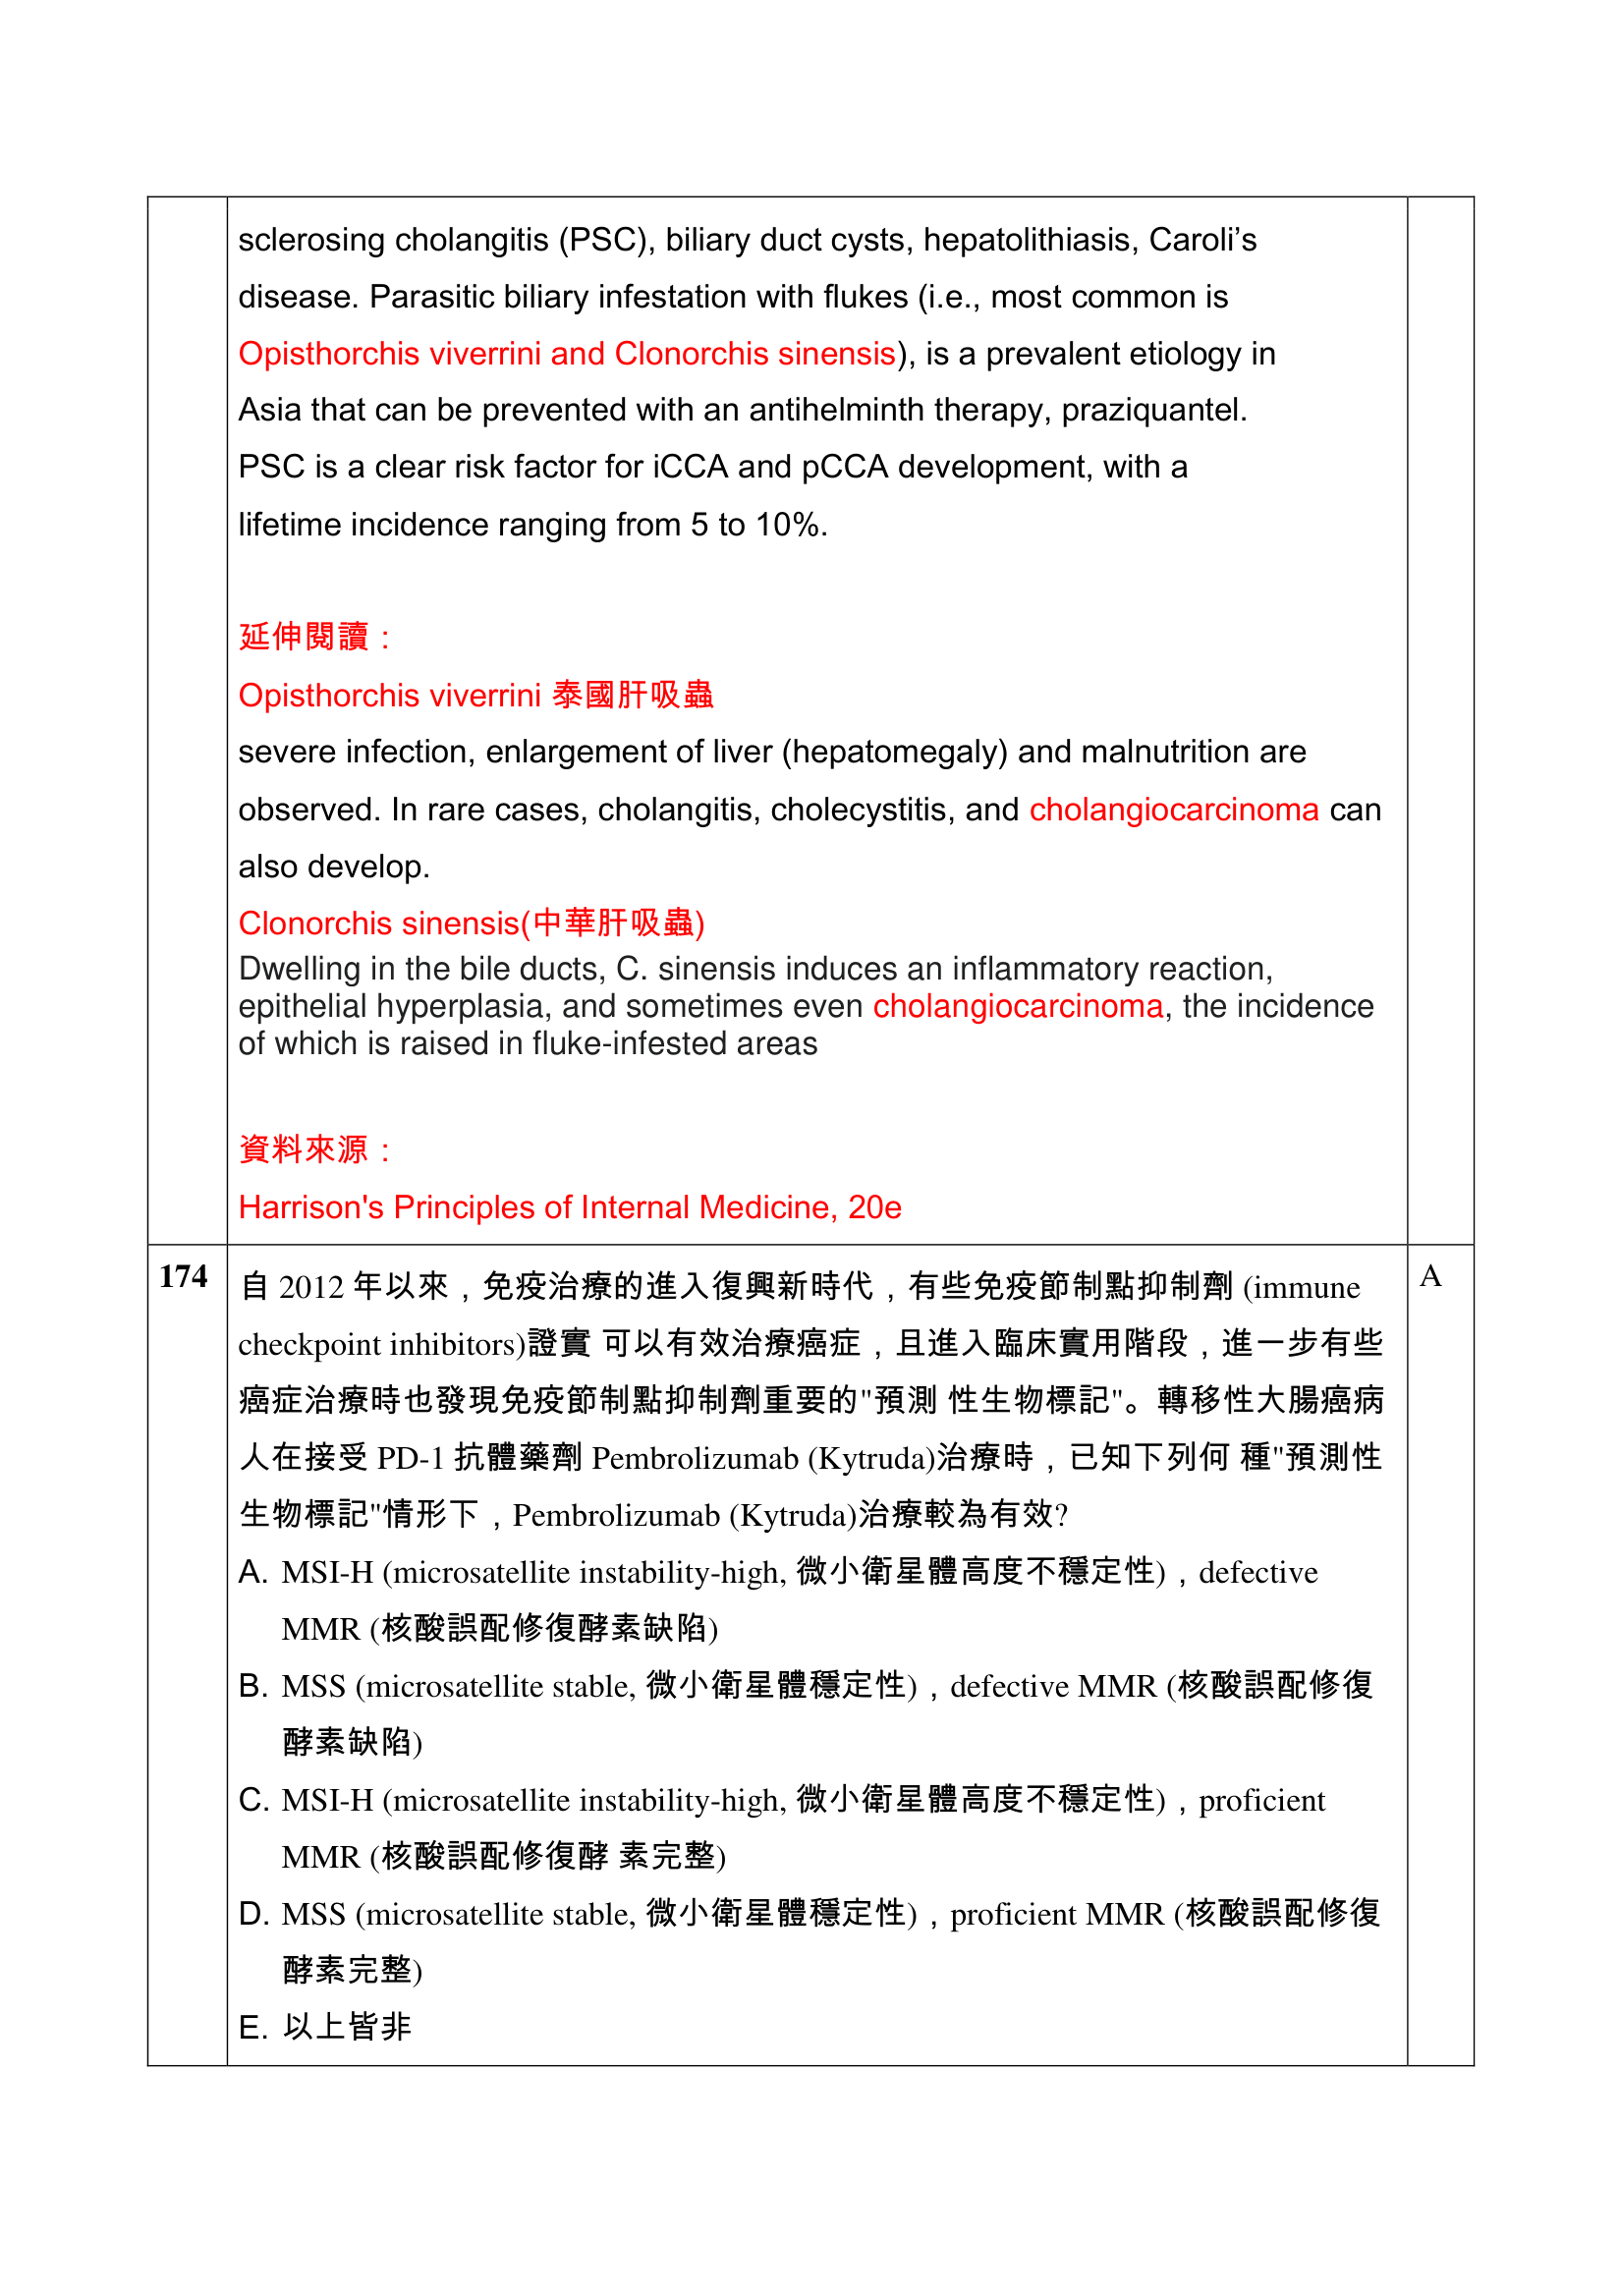 sclerosing cholangitis (PSC), biliary duct cysts, hepatolithiasis, Caroli’s
disease. Parasitic biliary infestation with flukes (i.e., most common is
Opisthorchis viverrini and Clonorchis sinensis), is a prevalent etiology in
Asia that can be prevented with an antihelminth therapy, praziquantel.
PSC is a clear risk factor for iCCA and pCCA development, with a
lifetime incidence ranging from 5 to 10%.
延伸閱讀：
Opisthorchis viverrini 泰國肝吸蟲
severe infection, enlargement of liver (hepatomegaly) and malnutrition are
observed. In rare cases, cholangitis, cholecystitis, and cholangiocarcinoma can
also develop.
Clonorchis sinensis(中華肝吸蟲)
Dwelling in the bile ducts, C. sinensis induces an inflammatory reaction,
epithelial hyperplasia, and sometimes even cholangiocarcinoma, the incidence
of which is raised in fluke-infested areas
資料來源：
Harrison's Principles of Internal Medicine, 20e
174 自 2012 年以來，免疫治療的進入復興新時代，有些免疫節制點抑制劑 (immune A
checkpoint inhibitors)證實 可以有效治療癌症，且進入臨床實用階段，進一步有些
癌症治療時也發現免疫節制點抑制劑重要的"預測 性生物標記"。轉移性大腸癌病
人在接受 PD-1 抗體藥劑 Pembrolizumab (Kytruda)治療時，已知下列何 種"預測性
生物標記"情形下，Pembrolizumab (Kytruda)治療較為有效?
A. MSI-H (microsatellite instability-high, 微小衛星體高度不穩定性)，defective
MMR (核酸誤配修復酵素缺陷)
B. MSS (microsatellite stable, 微小衛星體穩定性)，defective MMR (核酸誤配修復
酵素缺陷)
C. MSI-H (microsatellite instability-high, 微小衛星體高度不穩定性)，proficient
MMR (核酸誤配修復酵 素完整)
D. MSS (microsatellite stable, 微小衛星體穩定性)，proficient MMR (核酸誤配修復
酵素完整)
E. 以上皆非